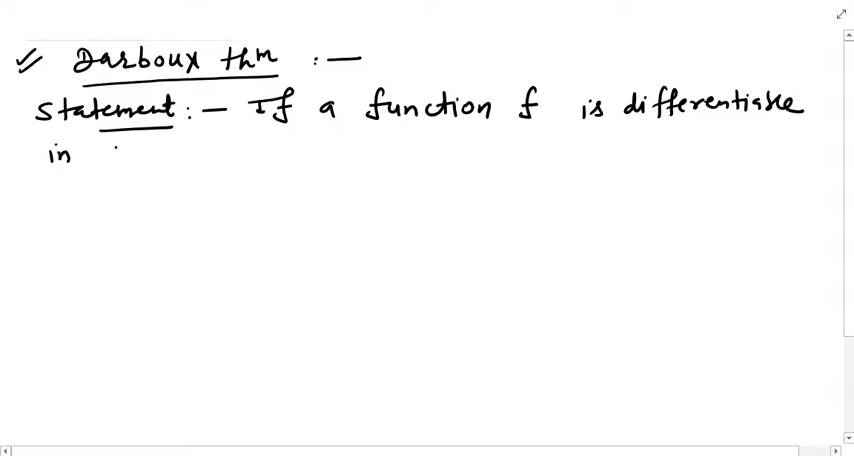 Darboux thm :—
Statement :— If a function f is differentiable
in